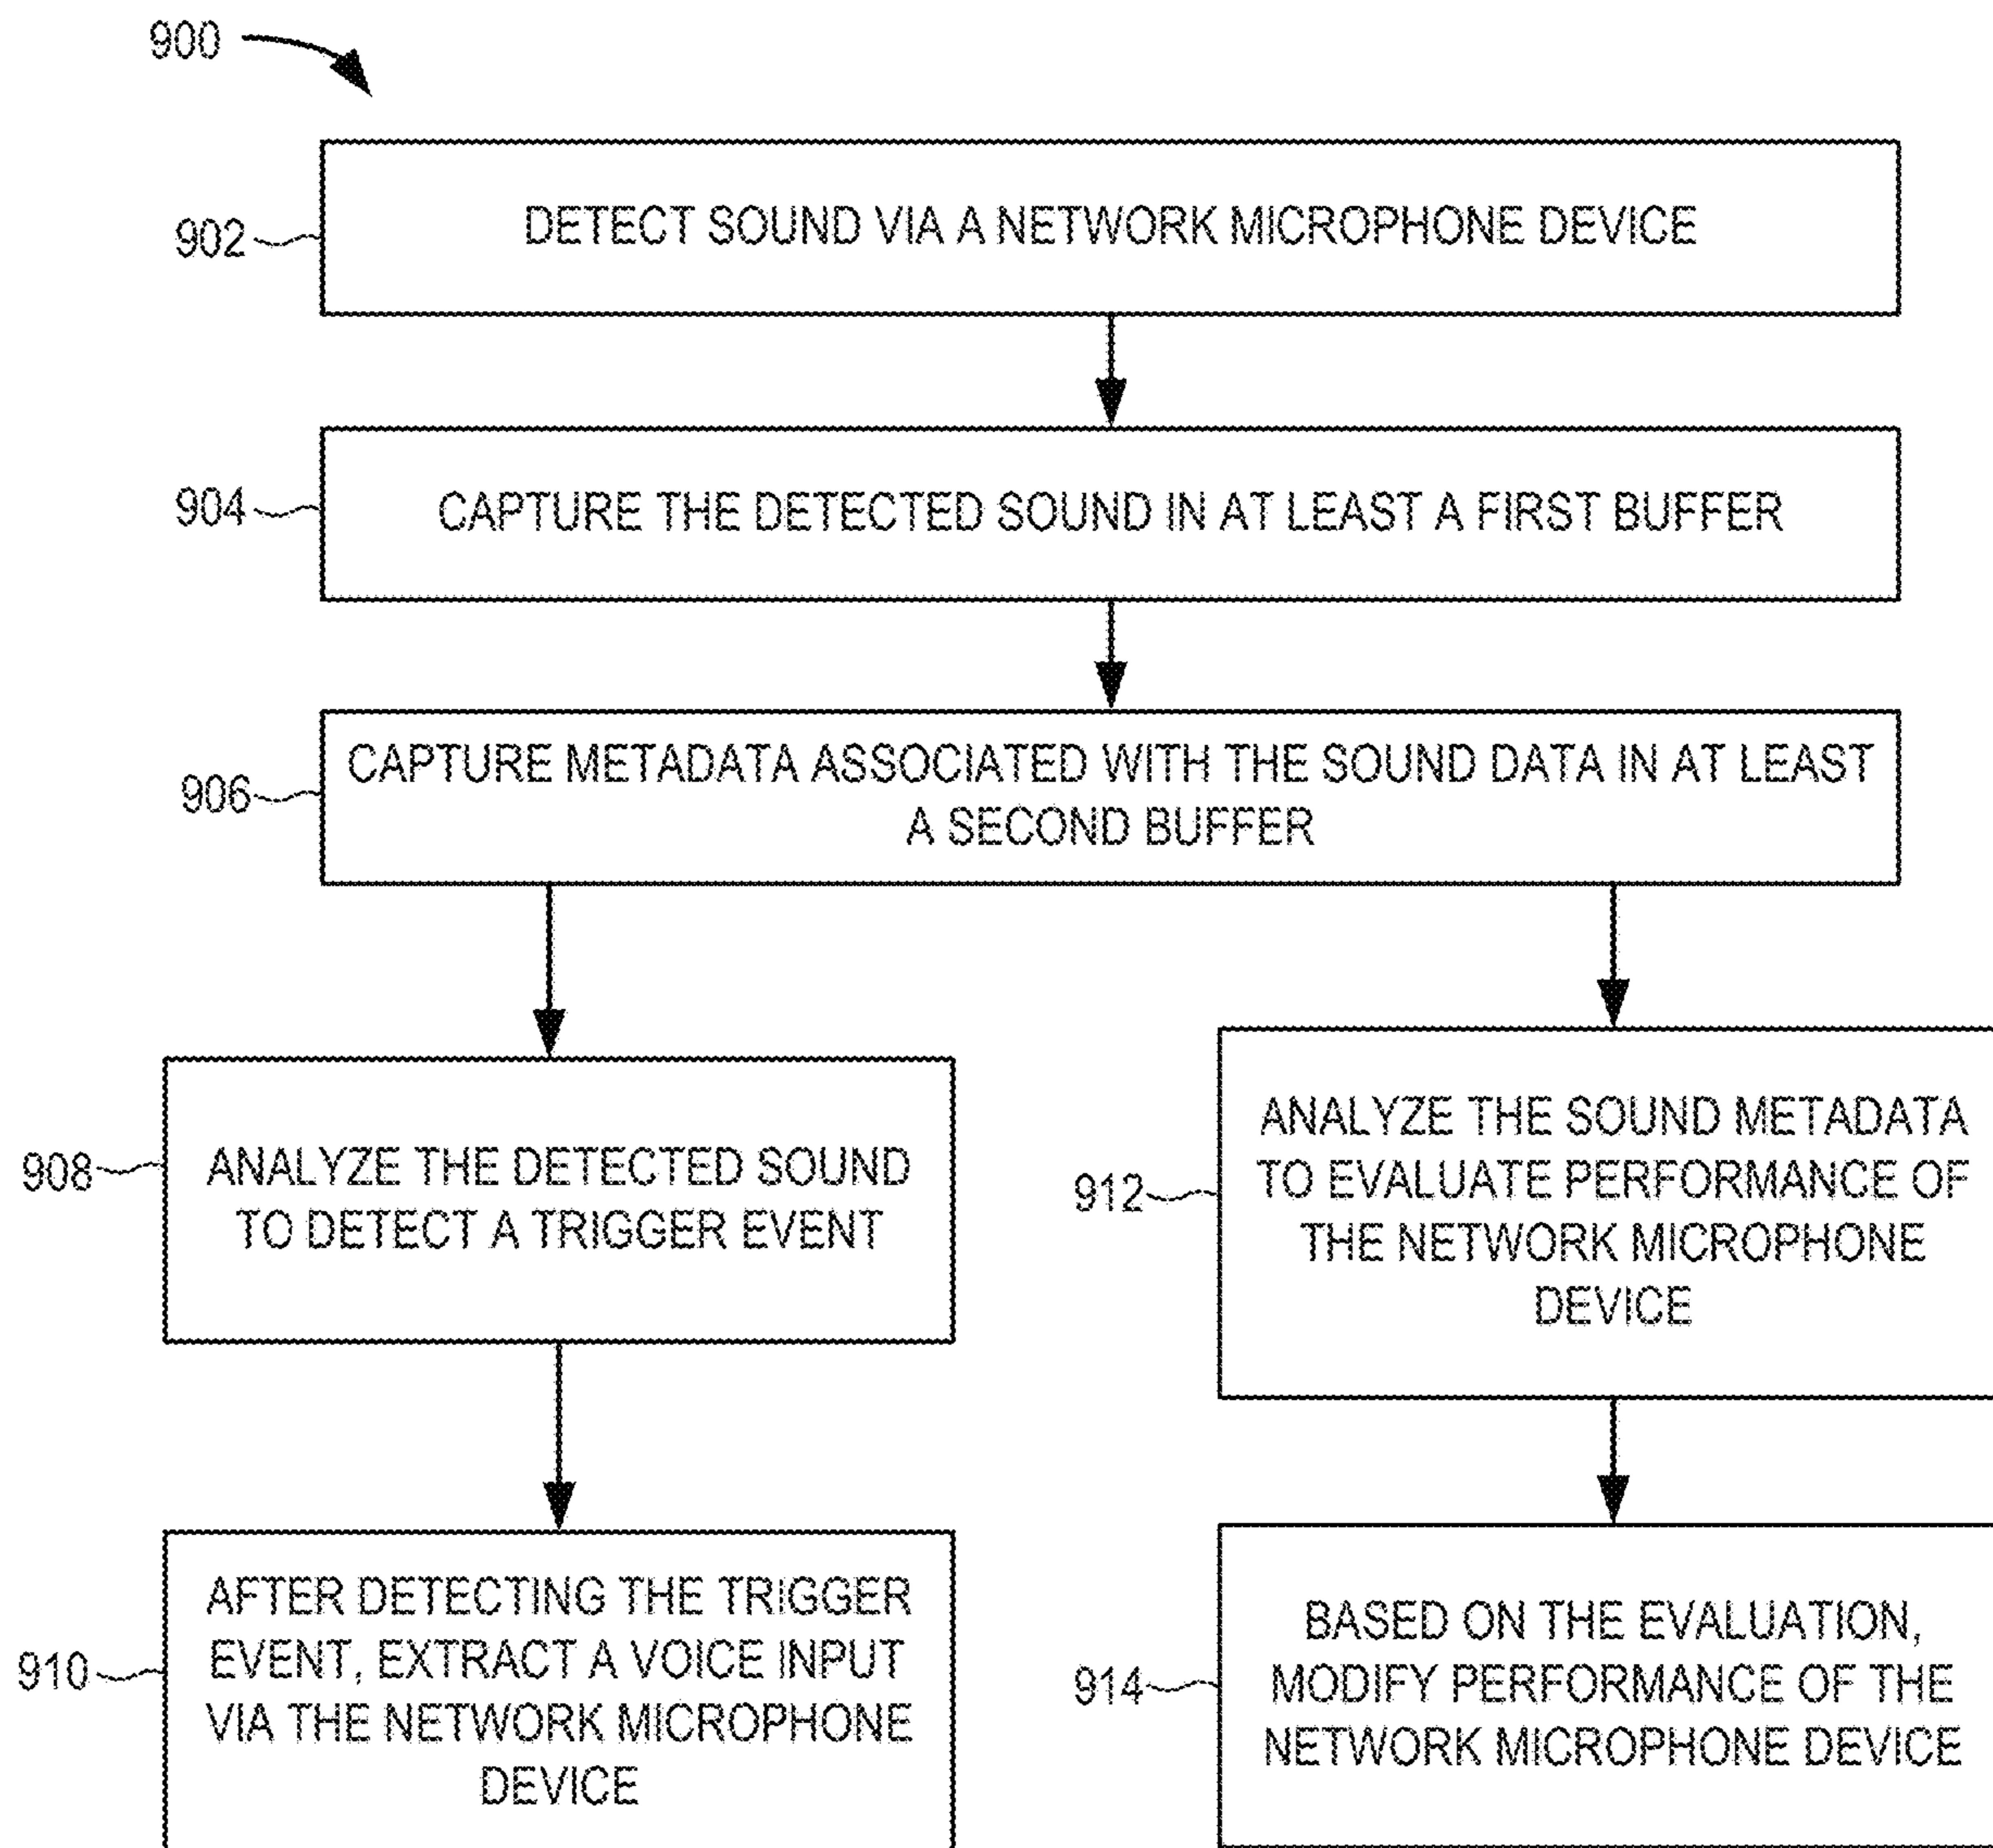 900
902
DETECT SOUND VIA A NETWORK MICROPHONE DEVICE
904
CAPTURE THE DETECTED SOUND IN AT LEAST A FIRST BUFFER
906
CAPTURE METADATA ASSOCIATED WITH THE SOUND DATA IN AT LEAST
A SECOND BUFFER
908
ANALYZE THE DETECTED SOUND
TO DETECT A TRIGGER EVENT
912
ANALYZE THE SOUND METADATA
TO EVALUATE PERFORMANCE OF
THE NETWORK MICROPHONE
DEVICE
910
AFTER DETECTING THE TRIGGER
EVENT, EXTRACT A VOICE INPUT
VIA THE NETWORK MICROPHONE
DEVICE
914
BASED ON THE EVALUATION,
MODIFY PERFORMANCE OF THE
NETWORK MICROPHONE DEVICE